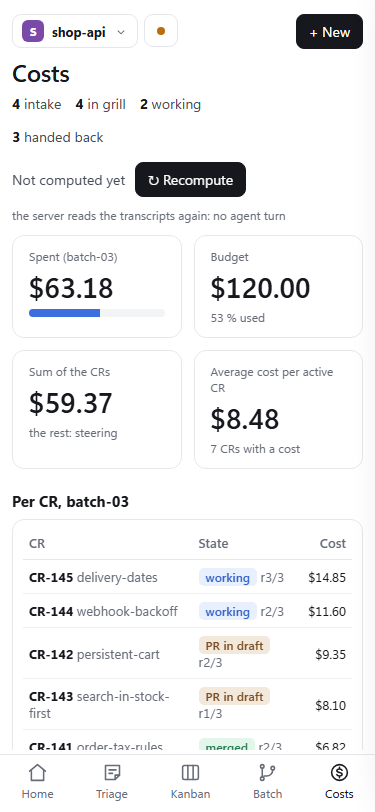 S shop-api
+ New
Costs
4 intake 4 in grill 2 working
3 handed back
Not computed yet ↻ Recompute
the server reads the transcripts again: no agent turn
Spent (batch-03)
$63.18
Budget
$120.00
53 % used
Sum of the CRs
$59.37
the rest: steering
Average cost per active
CR
$8.48
7 CRs with a cost
Per CR, batch-03
CR State Cost
CR-145 delivery-dates working r3/3 $14.85
CR-144 webhook-backoff working r2/3 $11.60
CR-142 persistent-cart PR in draft r2/3 $9.35
CR-143 search-in-stock-first PR in draft r1/3 $8.10
CR-141 order-tax-rules merged r2/3 $6.82
Home Triage Kanban Batch Costs